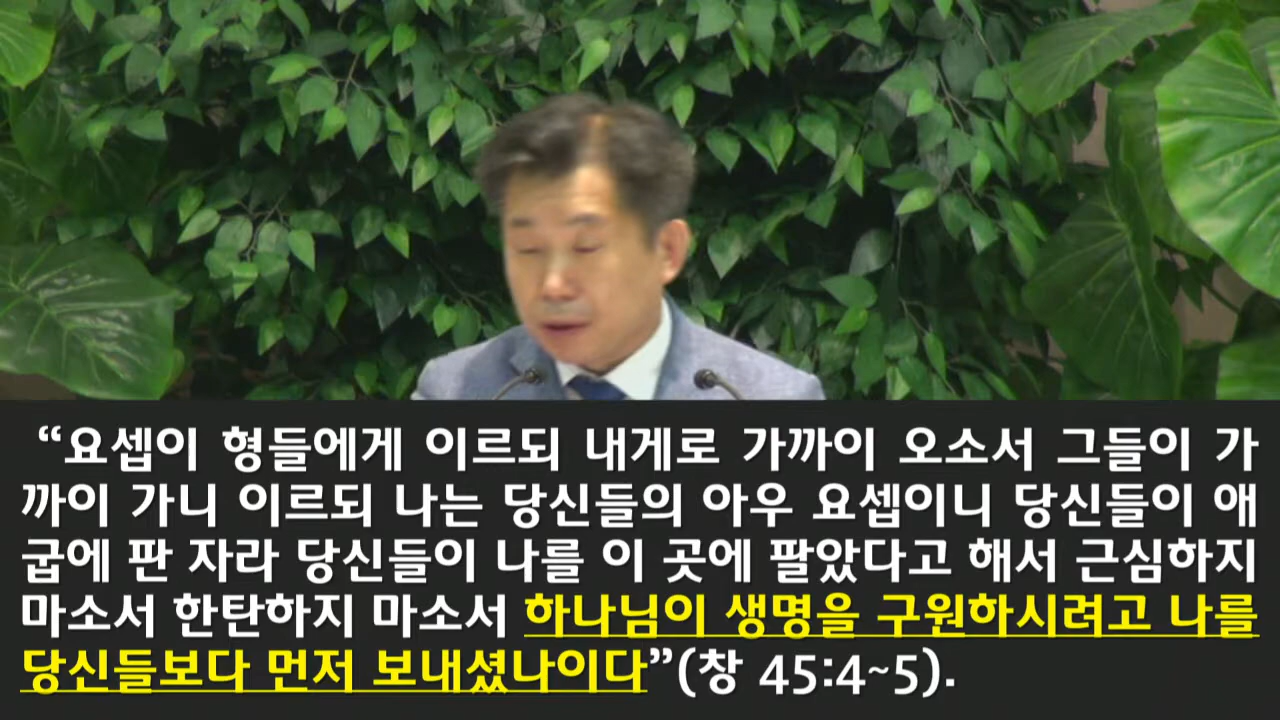 “요셉이 형들에게 이르되 내게로 가까이 오소서 그들이 가
까이 가니 이르되 나는 당신들의 아우 요셉이니 당신들이 애
굽에 판 자라 당신들이 나를 이 곳에 팔았다고 해서 근심하지
마소서 한탄하지 마소서 하나님이 생명을 구원하시려고 나를
당신들보다 먼저 보내셨나이다”(창 45:4~5).